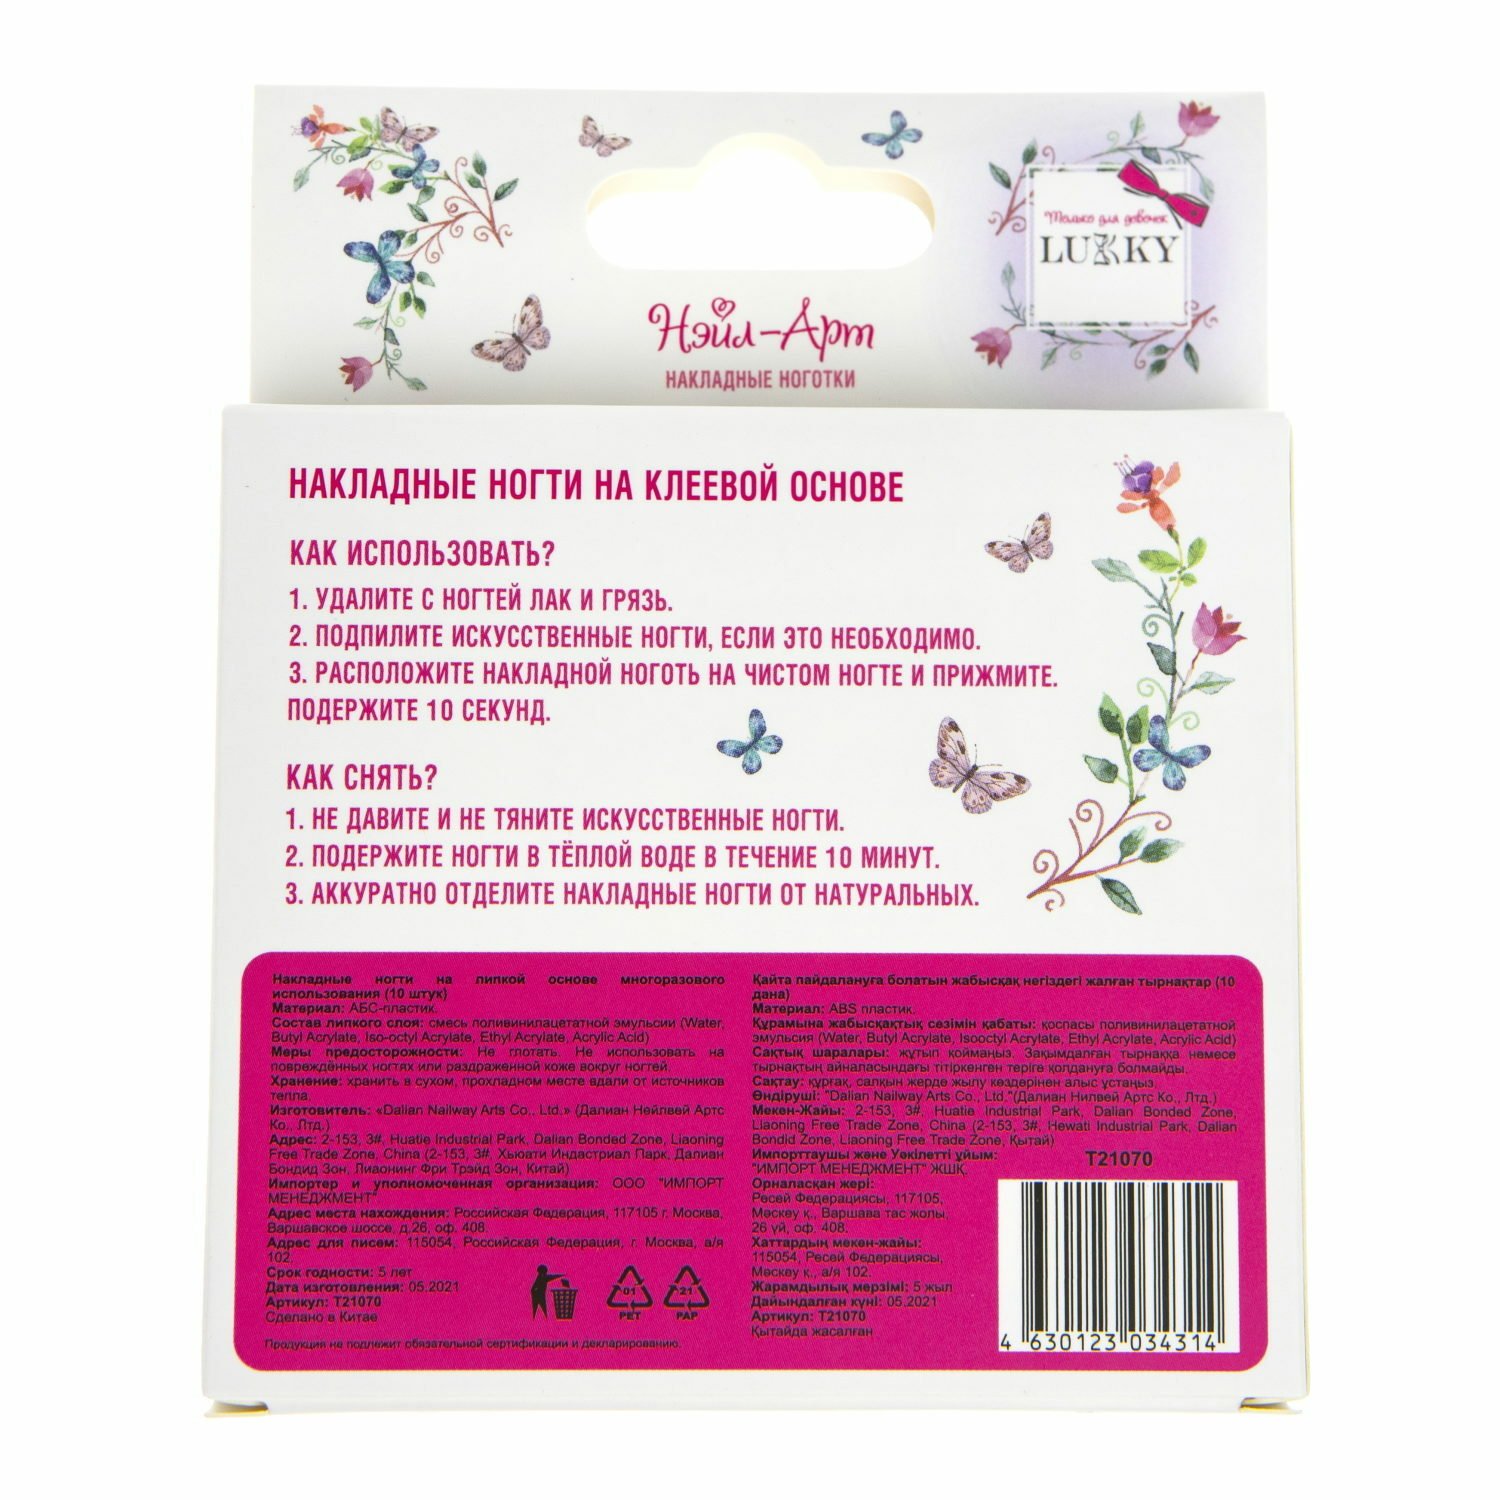 Только для девочек
LUKKY
Нэйл-Арт
НАКЛАДНЫЕ НОГОТКИ
НАКЛАДНЫЕ НОГТИ НА КЛЕЕВОЙ ОСНОВЕ
КАК ИСПОЛЬЗОВАТЬ?
1. УДАЛИТЕ С НОГТЕЙ ЛАК И ГРЯЗЬ.
2. ПОДПИЛИТЕ ИСКУССТВЕННЫЕ НОГТИ, ЕСЛИ ЭТО НЕОБХОДИМО.
3. РАСПОЛОЖИТЕ НАКЛАДНОЙ НОГОТЬ НА ЧИСТОМ НОГТЕ И ПРИЖМИТЕ.
ПОДЕРЖИТЕ 10 СЕКУНД.
КАК СНЯТЬ?
1. НЕ ДАВИТЕ И НЕ ТЯНИТЕ ИСКУССТВЕННЫЕ НОГТИ.
2. ПОДЕРЖИТЕ НОГТИ В ТЁПЛОЙ ВОДЕ В ТЕЧЕНИЕ 10 МИНУТ.
3. АККУРАТНО ОТДЕЛИТЕ НАКЛАДНЫЕ НОГТИ ОТ НАТУРАЛЬНЫХ.
Накладные ногти на липкой основе многоразового
использования (10 штук)
Материал: АБС-пластик.
Состав липкого слоя: смесь поливинилацетатной эмульсии (Water,
Butyl Acrylate, Iso-octyl Acrylate, Ethyl Acrylate, Acrylic Acid)
Меры предосторожности: Не глотать. Не использовать на
повреждённых ногтях или раздраженной коже вокруг ногтей.
Хранение: хранить в сухом, прохладном месте вдали от источников
тепла.
Изготовитель: «Dalian Nailway Arts Co., Ltd.» (Далиан Нейлвей Артс
Ко., Лтд.)
Адрес: 2-153, 3#, Huatie Industrial Park, Dalian Bonded Zone, Liaoning
Free Trade Zone, China (2-153, 3#, Хьюати Индастриал Парк, Далиан
Бондид Зон, Лиаонинг Фри Трэйд Зон, Китай)
Импортер и уполномоченная организация: ООО "ИМПОРТ
МЕНЕДЖМЕНТ"
Адрес места нахождения: Российская Федерация, 117105 г. Москва,
Варшавское шоссе, д.26, оф. 408.
Адрес для писем: 115054, Российская Федерация, г. Москва, а/я
102.
Срок годности: 5 лет
Дата изготовления: 05.2021
Артикул: Т21070
Сделано в Китае
Продукция не подлежит обязательной сертификации и декларированию.
01
PET
21
PAP
Қайта пайдалануға болатын жабысқақ негіздегі жалған тырнақтар (10
дана)
Материал: ABS пластик.
Құрамына жабысқақтық сезімін қабаты: қоспасы поливинилацетатной
эмульсия (Water, Butyl Acrylate, Isooctyl Acrylate, Ethyl Acrylate, Acrylic Acid)
Сақтық шаралары: жұтып қоймаңыз. Зақымдалған тырнаққа немесе
тырнақтың айналасындағы тітіркенген теріге қолдануға болмайды.
Сақтау: құрғақ, салқын жерде жылу көздерінен алыс ұстаңыз.
Өндіруші: "Dalian Nailway Arts Co., Ltd."(Далиан Нилвей Артс Ко., Лтд.)
Мекен-Жайы: 2-153, 3#, Huatie Industrial Park, Dalian Bonded Zone,
Liaoning Free Trade Zone, China (2-153, 3#, Hewati Industrial Park, Dalian
Bondid Zone, Liaoning Free Trade Zone, Қытай)
Импорттаушы және Уәкілетті ұйым:
"ИМПОРТ МЕНЕДЖМЕНТ" ЖШҚ
Орналасқан жері:
Ресей Федерациясы, 117105,
Мәскеу қ., Варшава тас жолы,
26 үй, оф. 408.
Хаттардың мекен-жайы:
115054, Ресей Федерациясы,
Мәскеу қ., а/я 102.
Жарамдылық мерзімі: 5 жыл
Дайындалған күні: 05.2021
Артикул: Т21070
Қытайда жасалған
Т21070
4 630123 034314